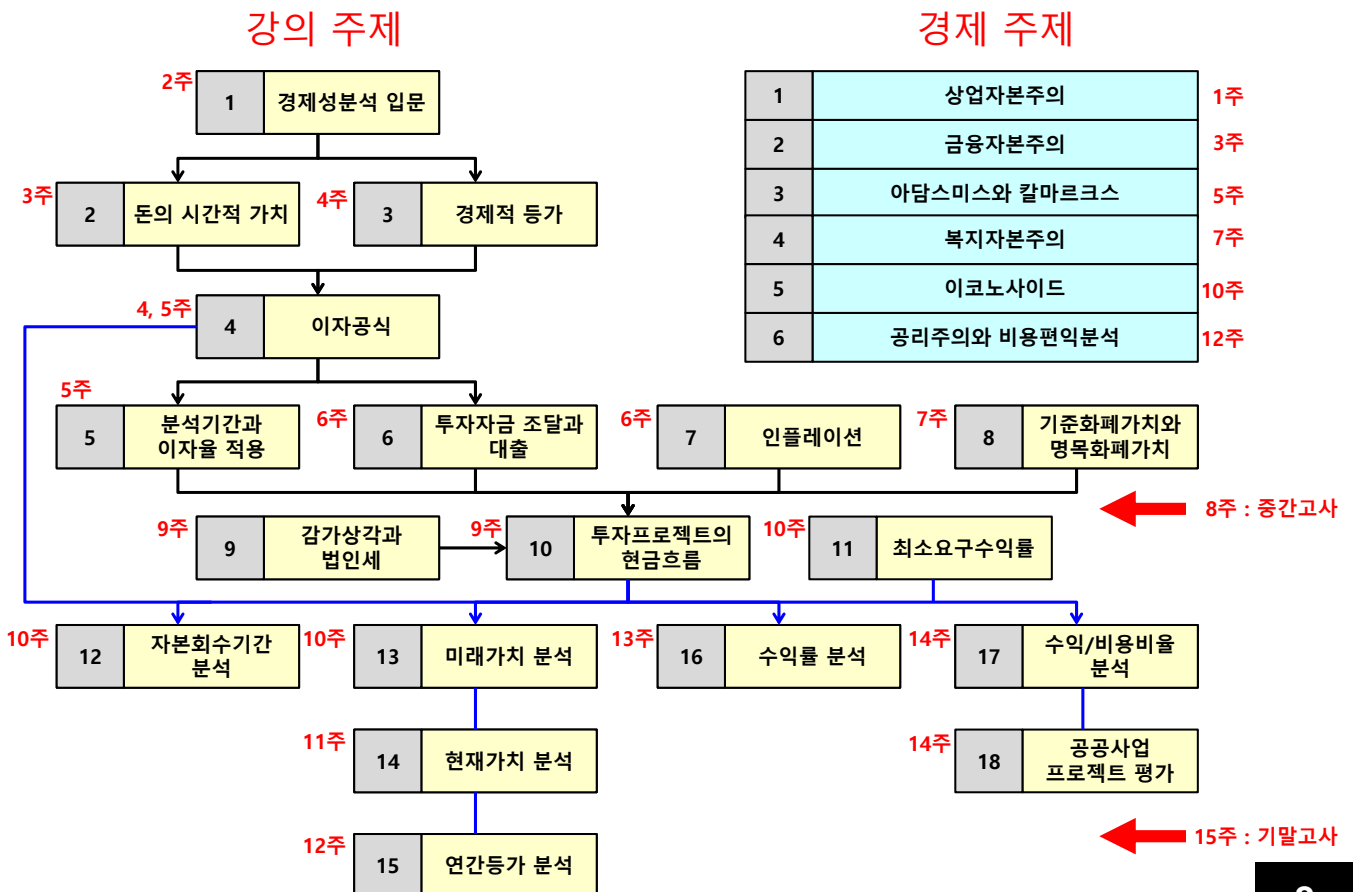 강의 주제
경제 주제
2주
1
경제성분석 입문
3주
2
돈의 시간적 가치
4주
3
경제적 등가
4, 5주
4
이자공식
5주
5
분석기간과
이자율 적용
6주
6
투자자금 조달과
대출
6주
7
인플레이션
7주
8
기준화폐가치와
명목화폐가치
8주 : 중간고사
9주
9
감가상각과
법인세
9주
10
투자프로젝트의
현금흐름
10주
11
최소요구수익률
10주
12
자본회수기간
분석
10주
13
미래가치 분석
13주
16
수익률 분석
14주
17
수익/비용비율
분석
11주
14
현재가치 분석
14주
18
공공사업
프로젝트 평가
12주
15
연간등가 분석
15주 : 기말고사
1
상업자본주의
1주
2
금융자본주의
3주
3
아담스미스와 칼마르크스
5주
4
복지자본주의
7주
5
이코노사이드
10주
6
공리주의와 비용편익분석
12주